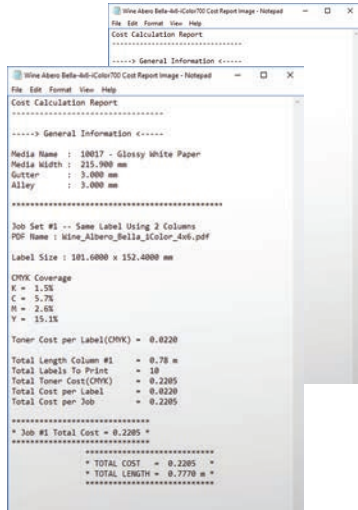 Wine Abero Bella-4x8-iColor700 Cost Report Image - Notepad
File Edit Format View Help
Cost Calculation Report
---------------------------------
-----> General Information <-----
Wine Abero Bella-4x8-iColor700 Cost Report Image - Notepad
File Edit Format View Help
Cost Calculation Report
---------------------------------
-----> General Information <-----
Media Name : 10017 - Glossy White Paper
Media Width : 215.900 mm
Gutter : 3.000 mm
Alley : 3.000 mm
**********************************************
Job Set #1 -- Same Label Using 2 Columns
PDF Name : Wine_Albero_Bella_iColor_4x6.pdf
Label Size : 101.6000 x 152.4000 mm
CMYK Coverage
K = 1.5%
C = 5.7%
M = 2.6%
Y = 15.1%
Toner Cost per Label(CMYK) = 0.0220
Total Length Column #1 = 0.78 m
Total Labels To Print = 10
Total Toner Cost(CMYK) = 0.2205
Total Cost per Label = 0.0220
Total Cost per Job = 0.2205
******************************
* Job #1 Total Cost = 0.2205 *
******************************
****************************
* TOTAL COST = 0.2205 *
* TOTAL LENGTH = 0.7770 m *
****************************